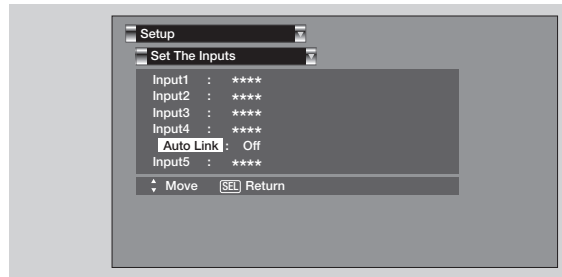 Setup
Set The Inputs
Input1 : ****
Input2 : ****
Input3 : ****
Input4 : ****
Auto Link : Off
Input5 : ****
Move SEL Return